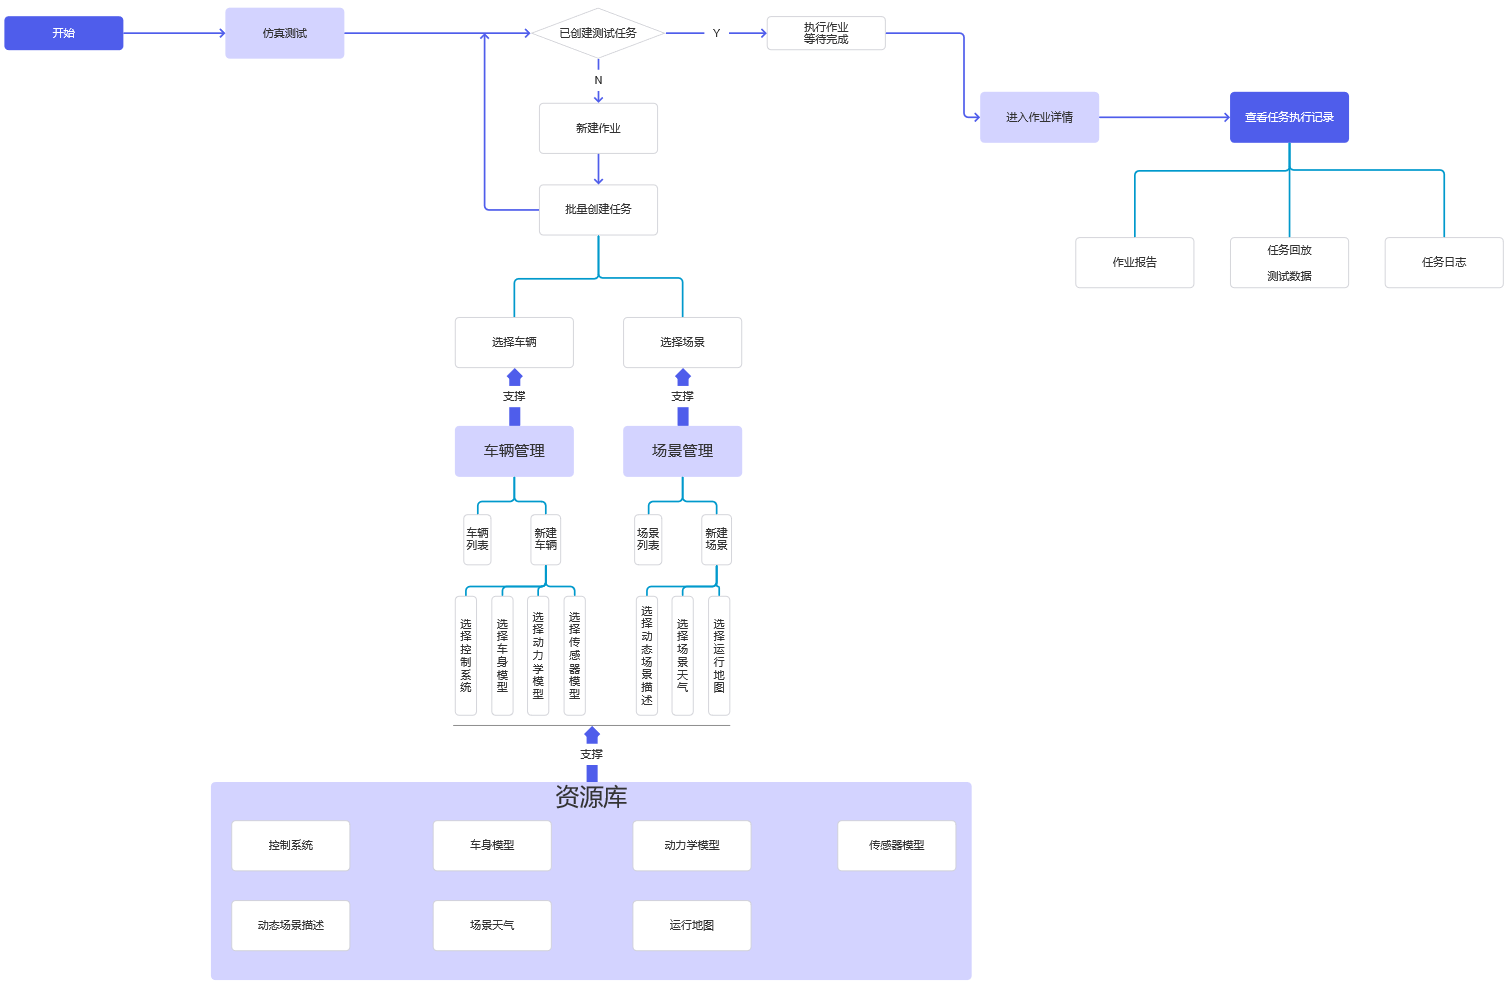 开始
仿真测试
已创建测试任务
Y
执行作业
等待完成
N
新建作业
批量创建任务
进入作业详情
查看任务执行记录
作业报告
任务回放
测试数据
任务日志
选择车辆
选择场景
支撑
支撑
车辆管理
场景管理
车辆
列表
新建
车辆
场景
列表
新建
场景
选择控制系统
选择车身模型
选择动力学模型
选择传感器模型
选择动态场景描述
选择场景天气
选择运行地图
支撑
资源库
控制系统
车身模型
动力学模型
传感器模型
动态场景描述
场景天气
运行地图